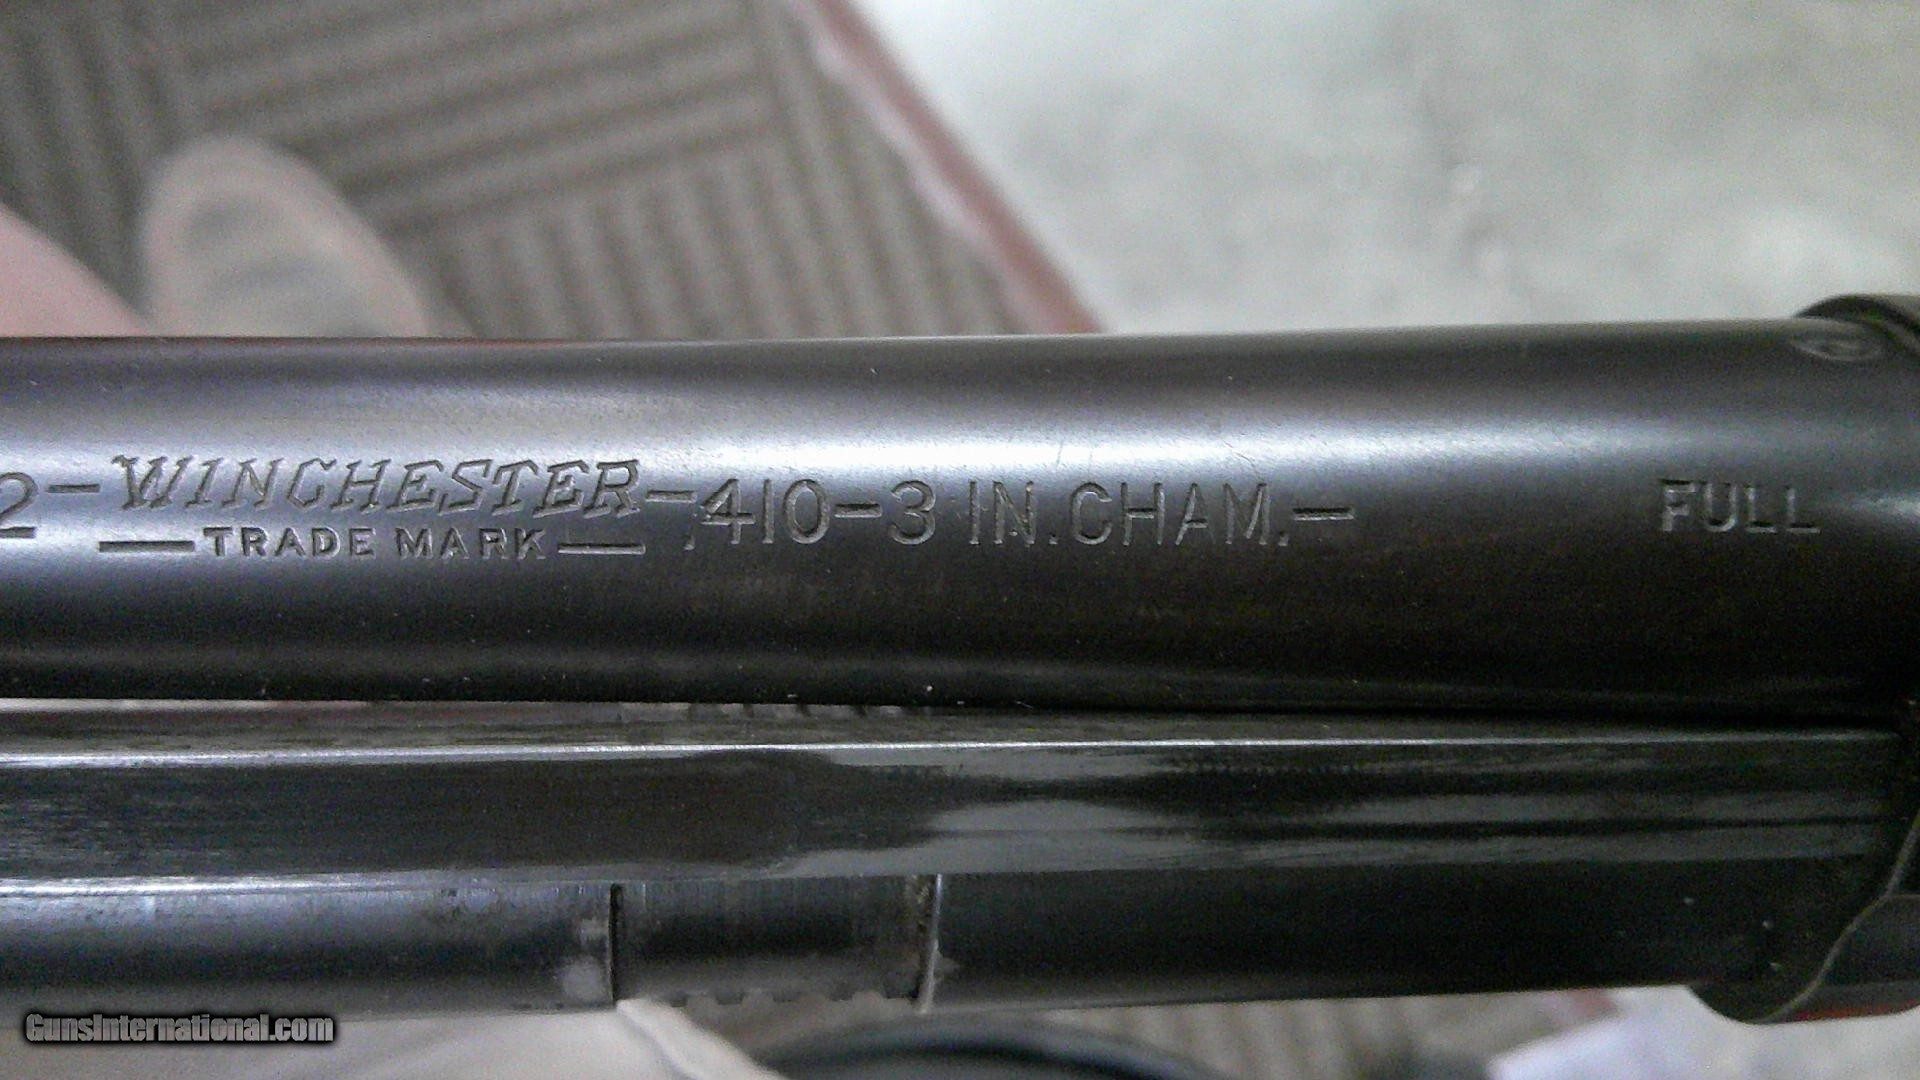 2-WINCHESTER-.410-3 IN.CHAM.- FULL
TRADE MARK
GunsInternational.com